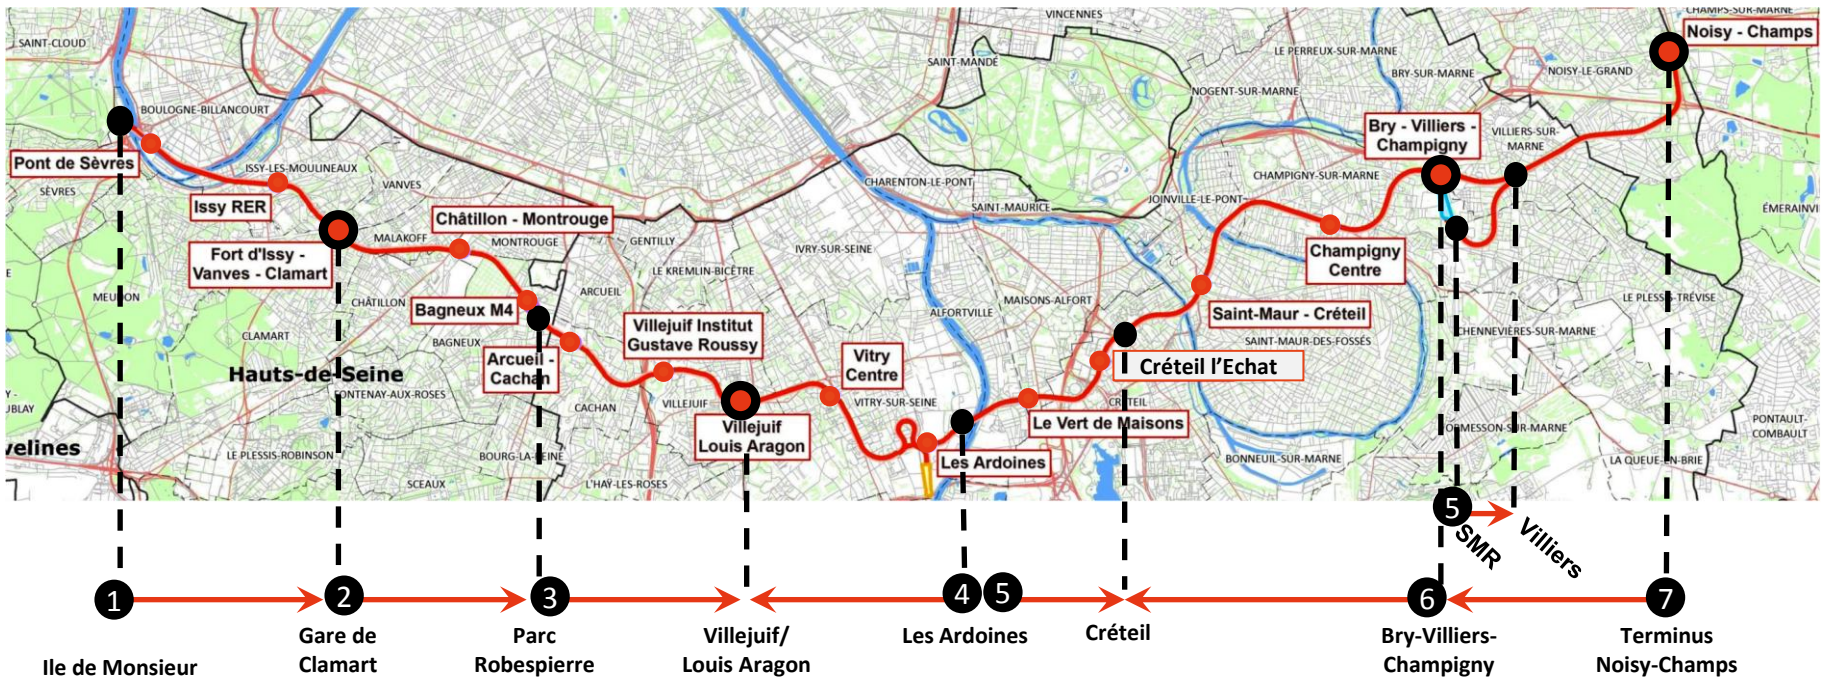 CHAMPS-SUR-MARNE
VINCENNES
SAINT-CLOUD
Noisy - Champs
LE PERREUX-SUR-MARNE
SAINT-MANDÉ
BRY-SUR-MARNE
NOISY-LE-GRAND
NOGENT-SUR-MARNE
BOULOGNE-BILLANCOURT
Bry - Villiers -
Champigny
VILLIERS-SUR-
MARNE
Pont de Sèvres
ISSY-LES-MOULINEAUX
SÈVRES
VANVES
CHARENTON-LE-PONT
CHAMPIGNY-SUR-MARNE
Issy RER
SAINT-MAURICE
JOINVILLE-LE-PONT
ÉMERAINVI
Châtillon - Montrouge
MALAKOFF
MONTROUGE
GENTILLY
IVRY-SUR-SEINE
Fort d'Issy -
Vanves - Clamart
Champigny
Centre
LE KREMLIN-BICÊTRE
MEUDON
CHÂTILLON
ARCUEIL
MAISONS-ALFORT
LE PLESSIS-TRÉVISE
Bagneux M4
ALFORTVILLE
Saint-Maur - Créteil
Villejuif Institut
Gustave Roussy
CHENNEVIÈRES-SUR-MARNE
CLAMART
BAGNEUX
SAINT-MAUR-DES-FOSSÉS
Arcueil -
Cachan
Vitry
Centre
Créteil l'Echat
Hauts-de-Seine
FONTENAY-AUX-ROSES
CACHAN
VILLEJUIF
VITRY-SUR-SEINE
CRÉTEIL
Y -
UBLAY
Villejuif
Louis Aragon
Le Vert de Maisons
ORMESSON-SUR-MARNE
PONTAULT-
COMBAULT
velines
LE PLESSIS-ROBINSON
BOURG-LA-REINE
Les Ardoines
BONNEUIL-SUR-MARNE
LA QUEUE-EN-BRIE
SCEAUX
L'HAŸ-LES-ROSES
5
SMR
Villiers
1
2
3
4
5
6
7
Ile de Monsieur
Gare de
Clamart
Parc
Robespierre
Villejuif/
Louis Aragon
Les Ardoines
Créteil
Bry-Villiers-
Champigny
Terminus
Noisy-Champs